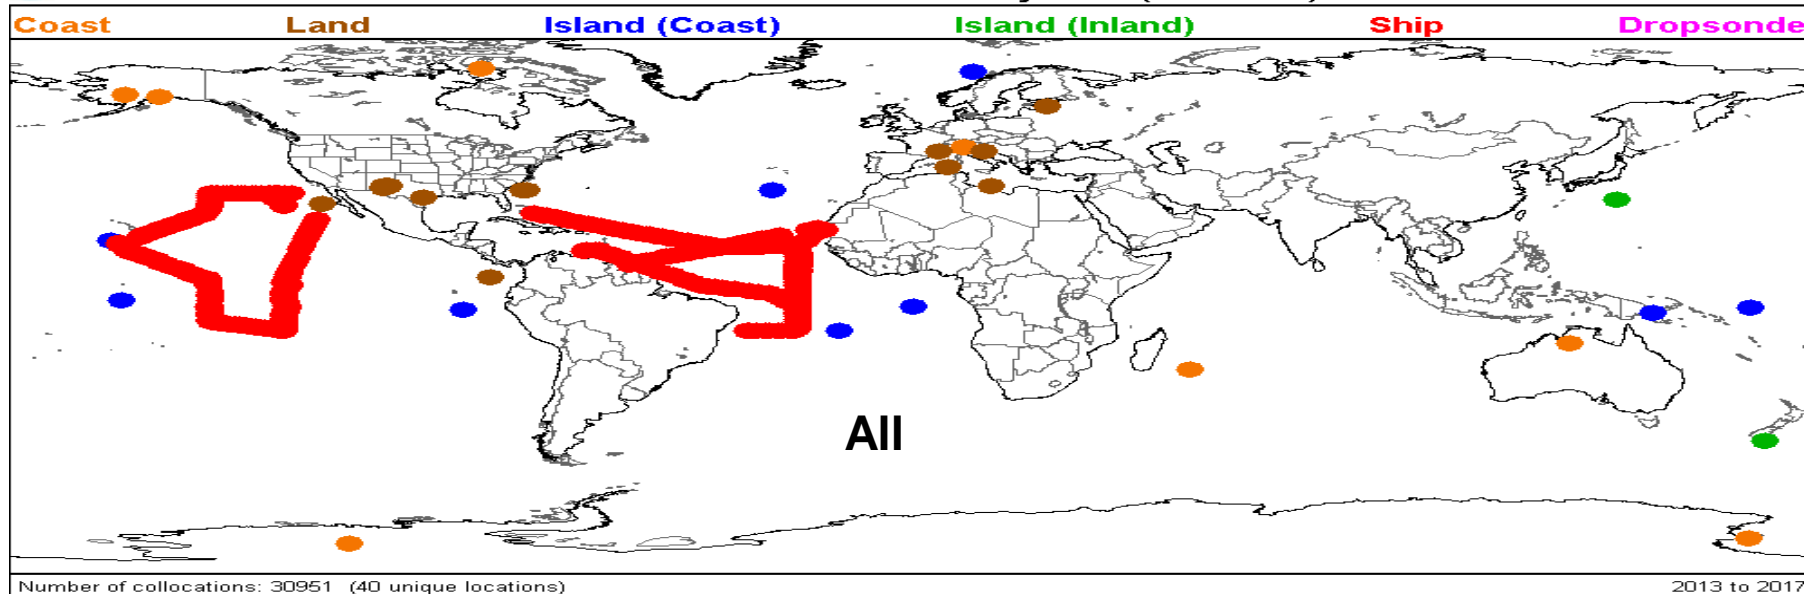 Coast Land Island (Coast) Island (Inland) Ship Dropsonde
All
Number of collocations: 30951 (40 unique locations) 2013 to 2017